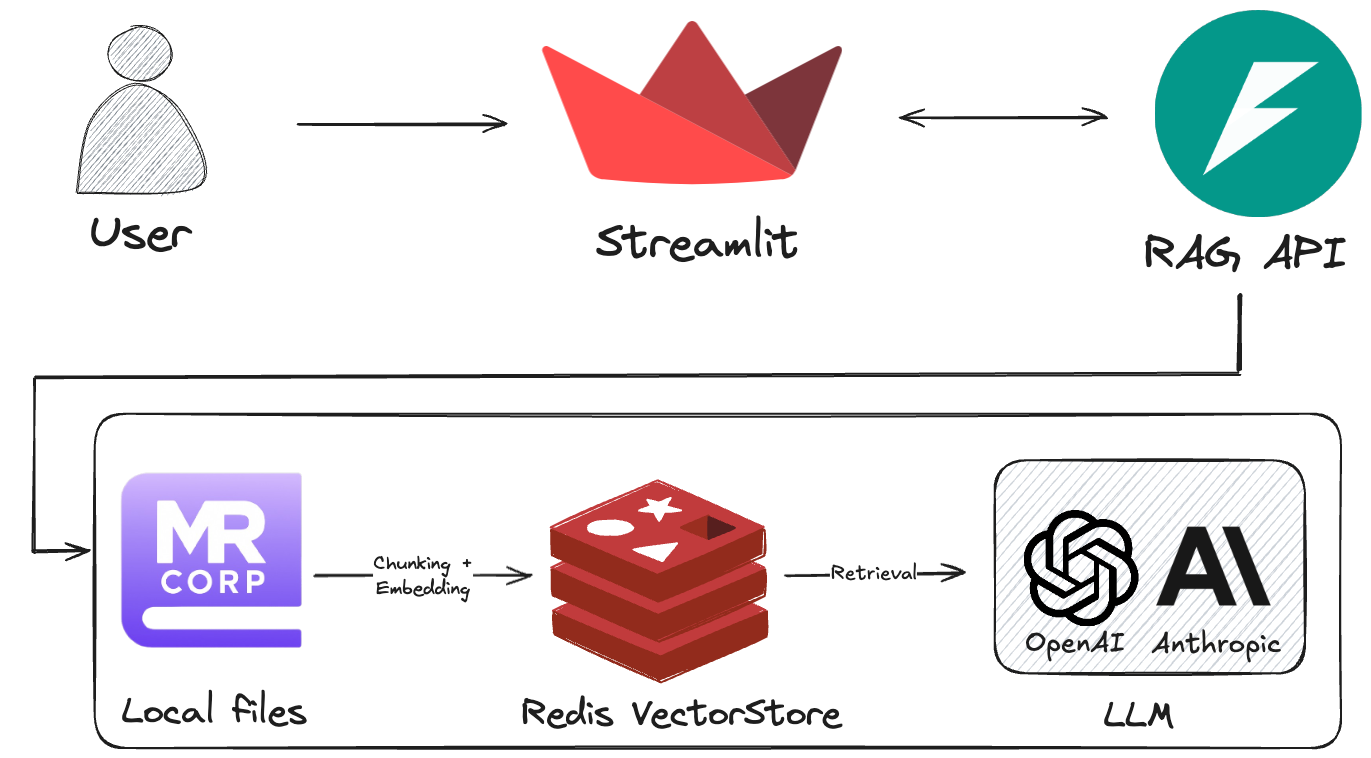 User
Streamlit
RAG API
MR
CORP
Chunking +
Embedding
Retrieval
OpenAI Anthropic
Local files
Redis VectorStore
LLM